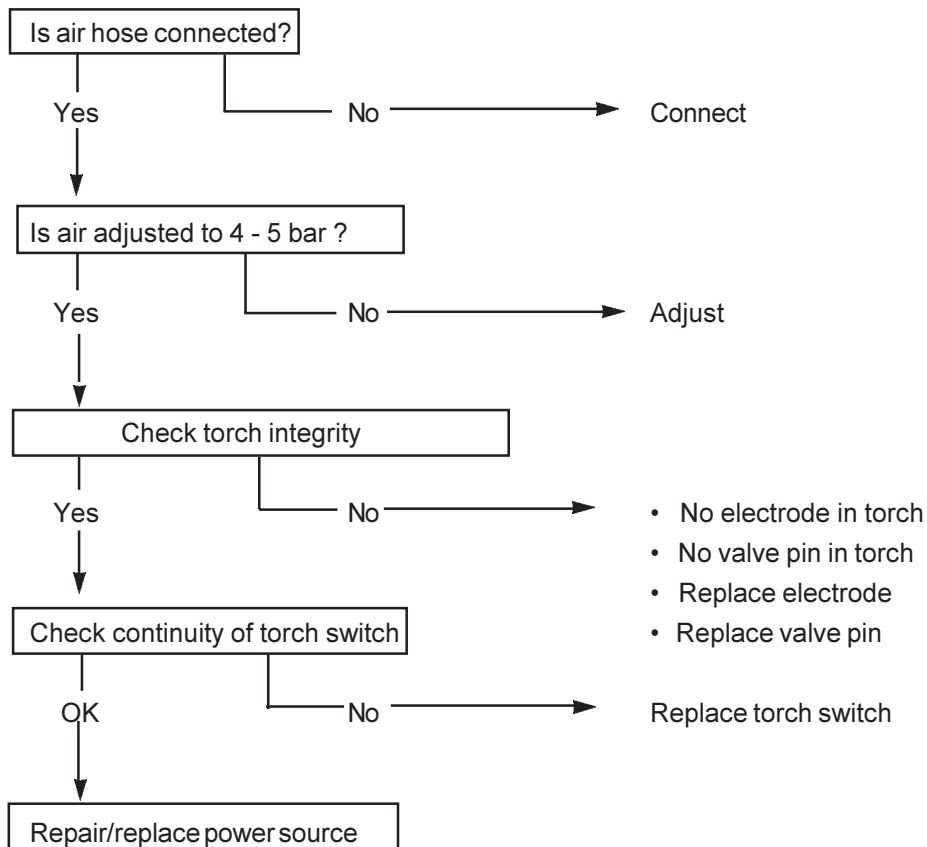 Is air hose connected?
Yes No Connect
Is air adjusted to 4 - 5 bar ?
Yes No Adjust
Check torch integrity
Yes No • No electrode in torch
• No valve pin in torch
• Replace electrode
• Replace valve pin
Check continuity of torch switch
OK No Replace torch switch
Repair/replace power source